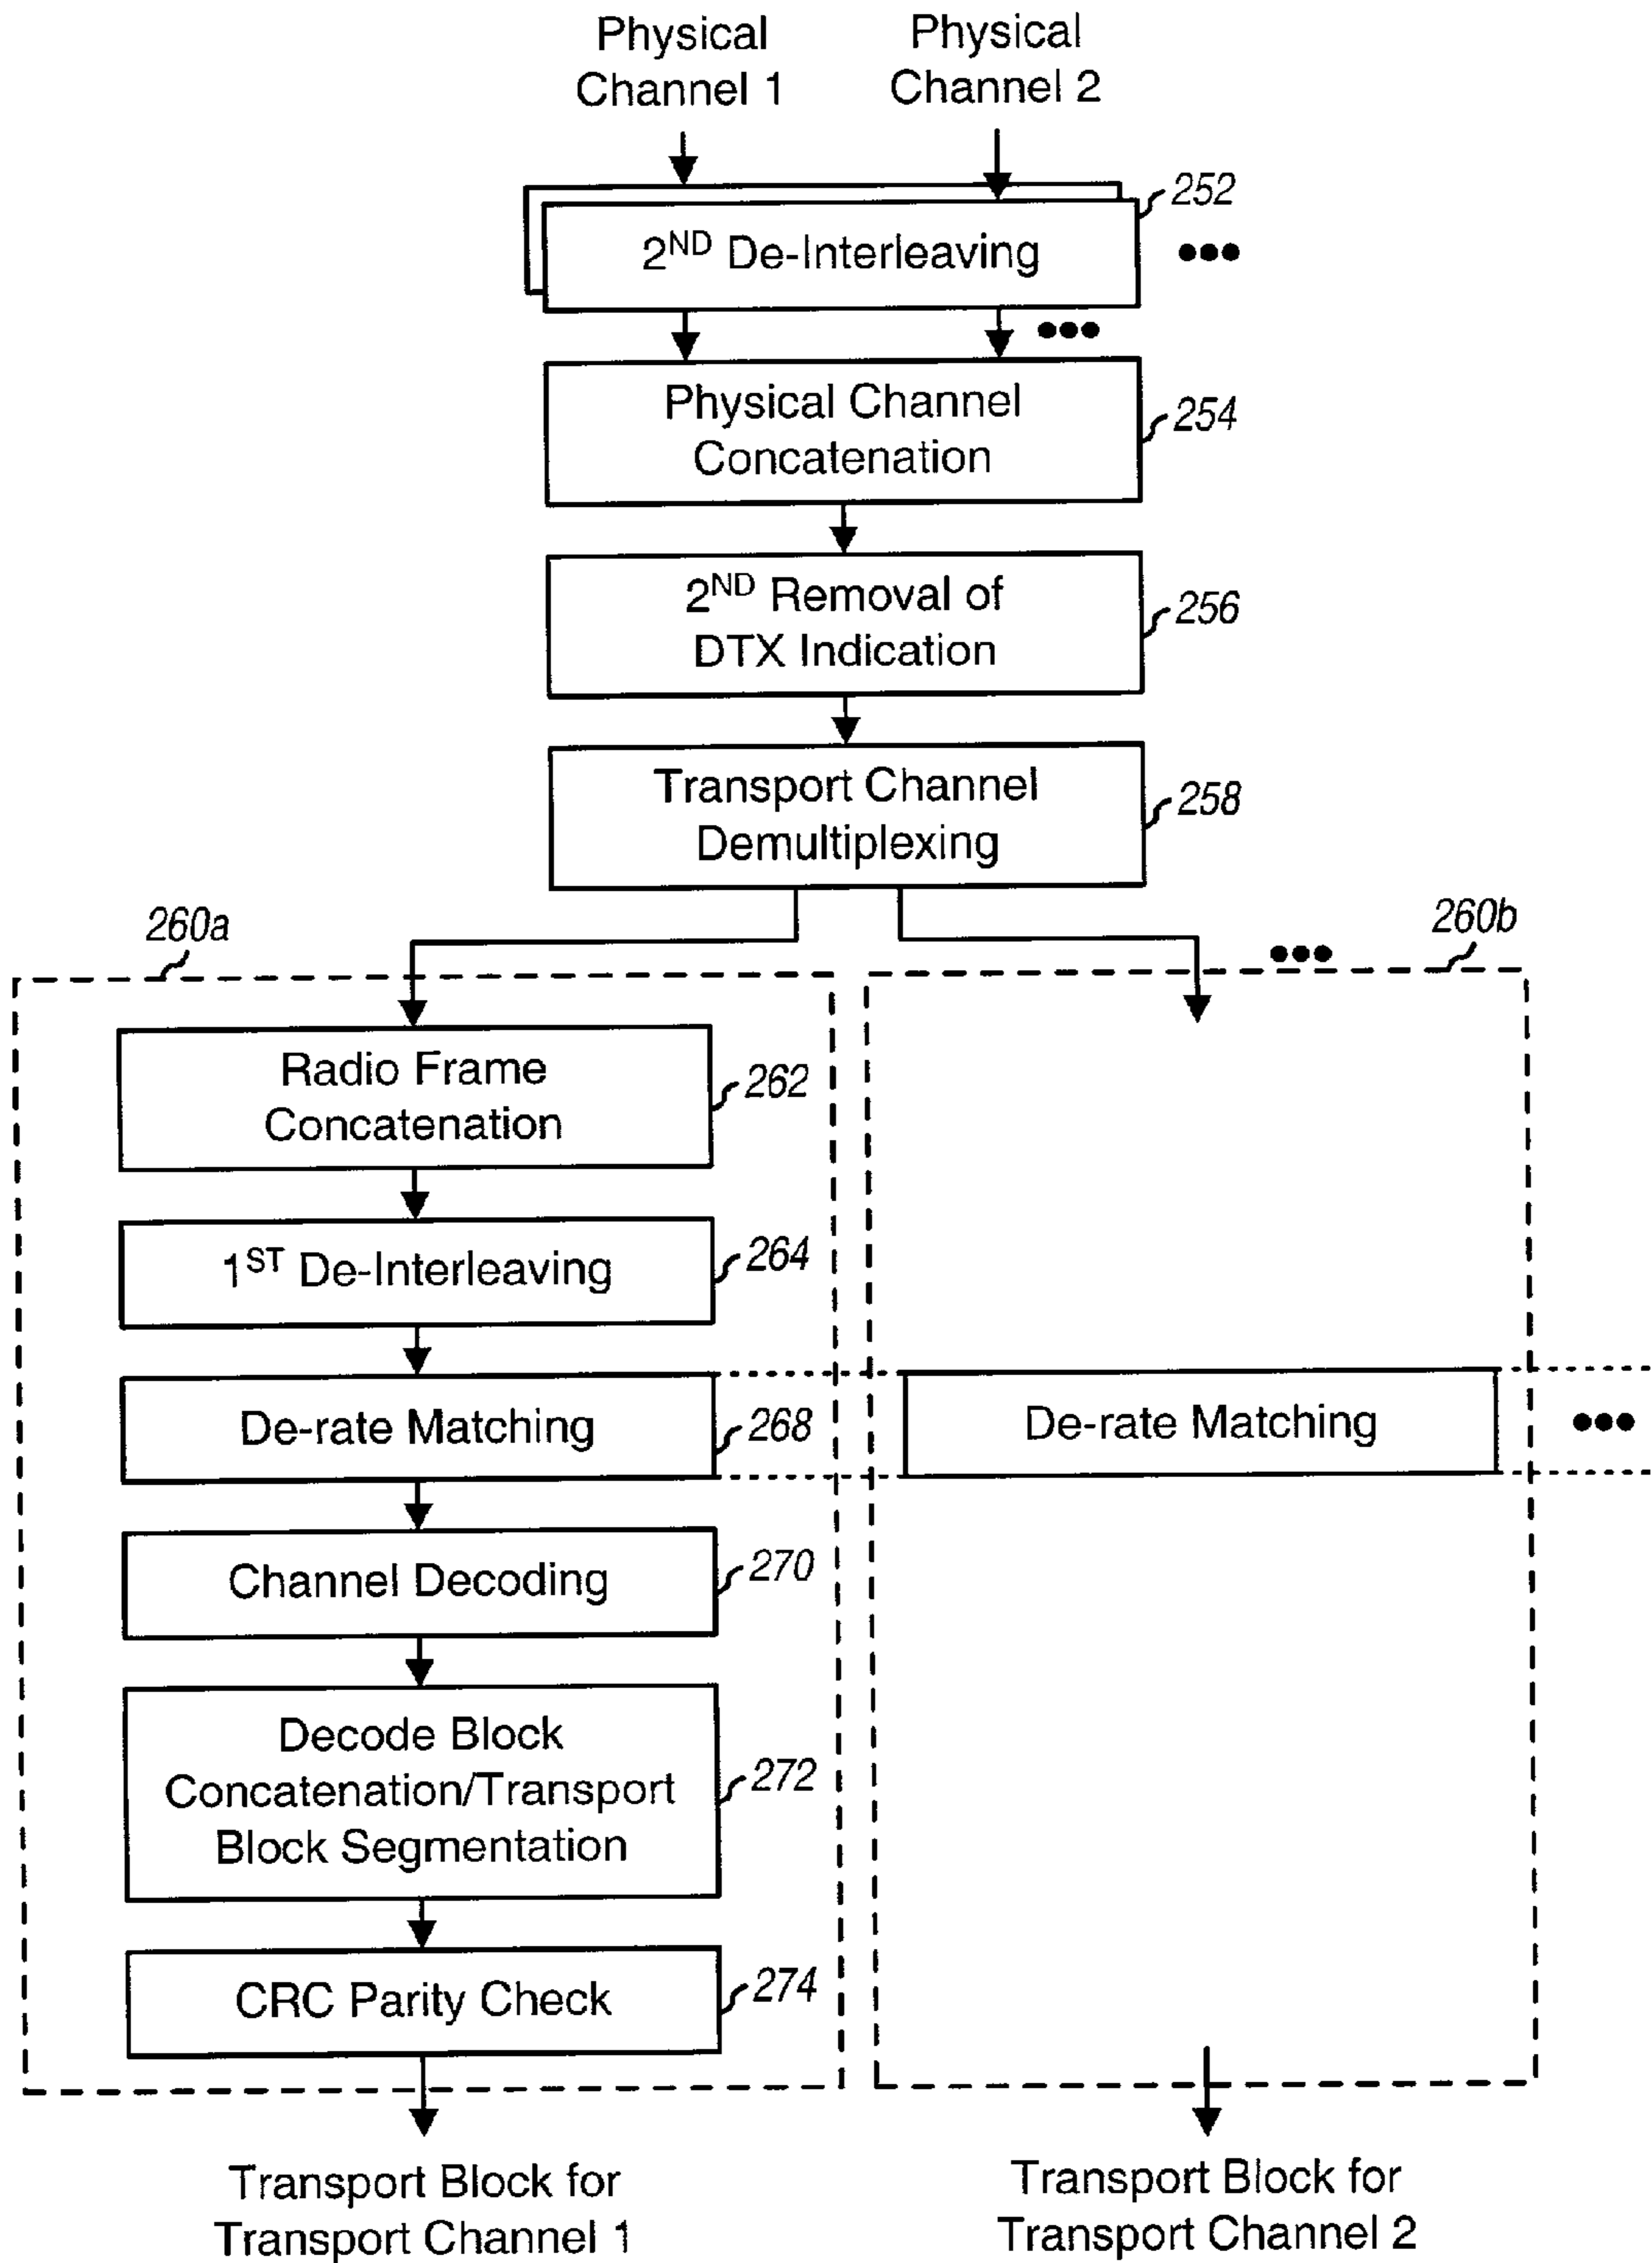 Physical
Channel 1
Physical
Channel 2
252
2ND De-Interleaving
Physical Channel
Concatenation
254
2ND Removal of
DTX Indication
256
Transport Channel
Demultiplexing
258
260a
260b
Radio Frame
Concatenation
262
1ST De-Interleaving
264
De-rate Matching
268
De-rate Matching
Channel Decoding
270
Decode Block
Concatenation/Transport
Block Segmentation
272
CRC Parity Check
274
Transport Block for
Transport Channel 1
Transport Block for
Transport Channel 2